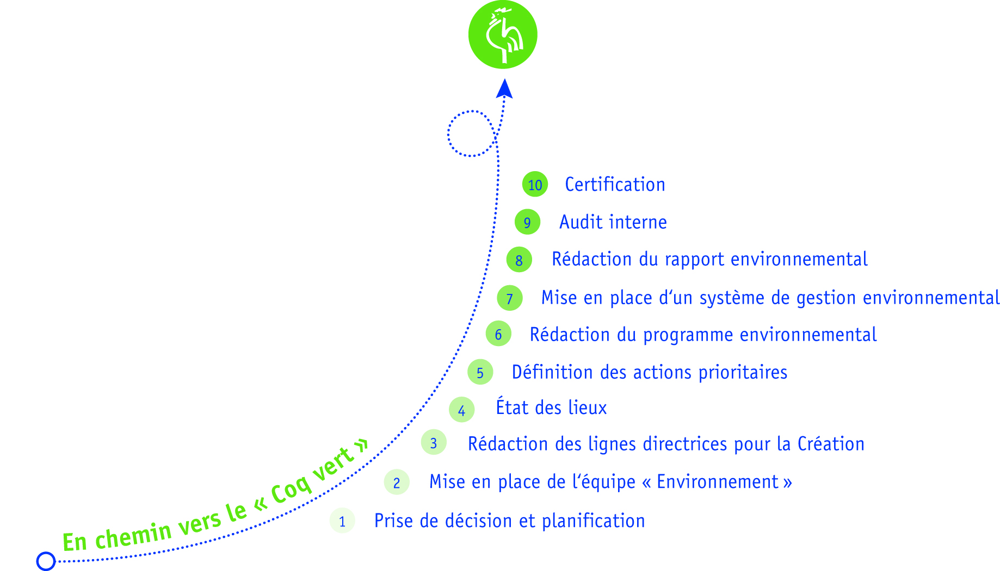 10 Certification
9 Audit interne
8 Rédaction du rapport environnemental
7 Mise en place d‘un système de gestion environnemental
6 Rédaction du programme environnemental
5 Définition des actions prioritaires
4 État des lieux
3 Rédaction des lignes directrices pour la Création
2 Mise en place de l‘équipe « Environnement »
1 Prise de décision et planification
En chemin vers le « Coq vert »